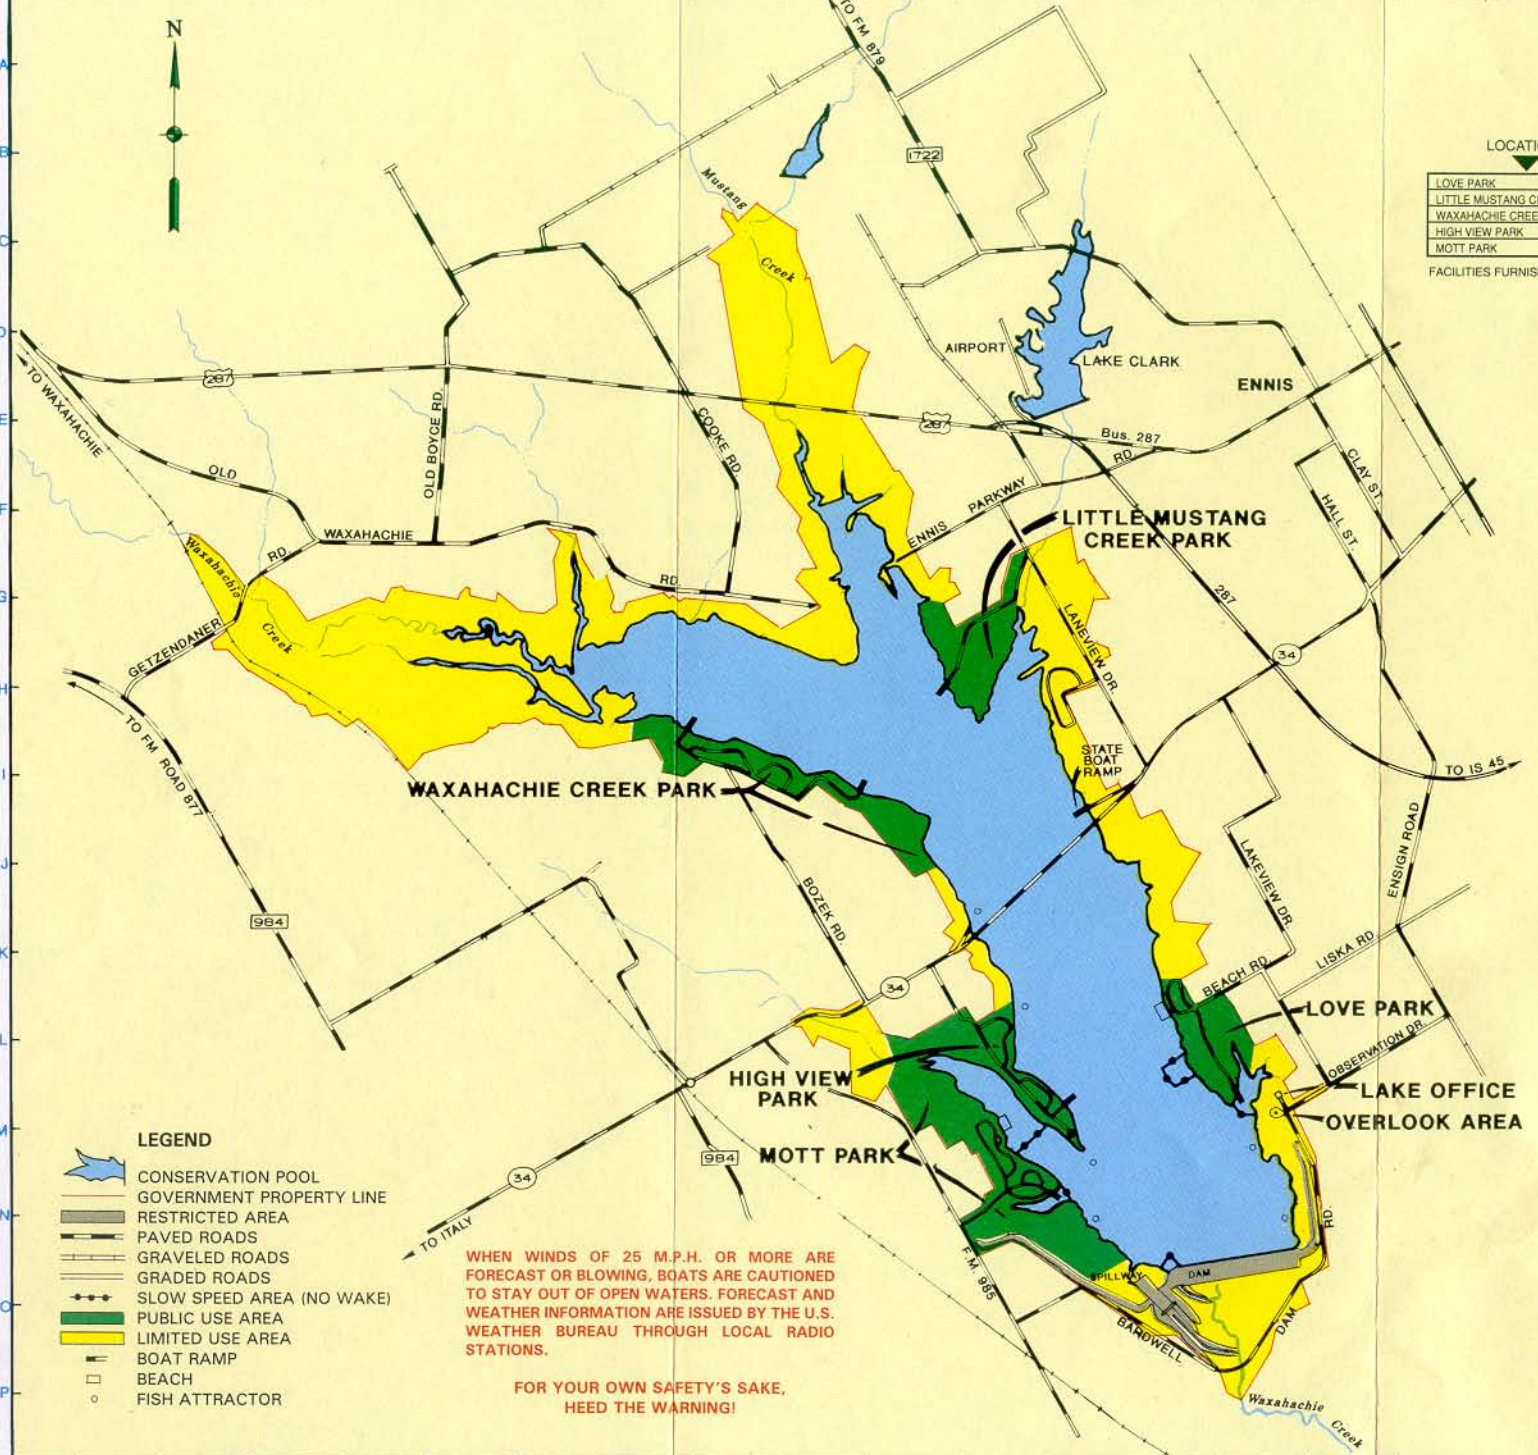 N
A
B
C
D
E
F
G
H
I
J
K
L
M
N
O
P
TO FM 879
1722
LOVE PARK
LITTLE MUSTANG
HIGH VIEW PARK
MOTT PARK
Mustang
Creek
AIRPORT
LAKE CLARK
ENNIS
287
287
Bus. 287
RD.
TO WAXAHACHIE
OLD
OLD BOYCE RD.
COOKE RD.
CLAY ST.
HALL ST.
ENNIS PARKWAY
WAXAHACHIE
RD
RD.
LITTLE MUSTANG
CREEK PARK
Waxahachie
Creek
GETZENDANER
LANEVIEW DR.
287
34
TO FM ROAD 877
STATE
BOAT
RAMP
TO IS 45
WAXAHACHIE CREEK PARK
BOZEK RD.
LAKEVIEW DR.
ENSIGN ROAD
984
34
BEACH RD.
LISKA RD.
LOVE PARK
OBSERVATION DR.
HIGH VIEW
PARK
LAKE OFFICE
OVERLOOK AREA
MOTT PARK
984
34
TO ITALY
F.M. 985
SPILLWAY
DAM
RD.
DAM
BARDWELL
Waxahachie Creek
LEGEND
CONSERVATION POOL
GOVERNMENT PROPERTY LINE
RESTRICTED AREA
PAVED ROADS
GRAVELED ROADS
GRADED ROADS
SLOW SPEED AREA (NO WAKE)
PUBLIC USE AREA
LIMITED USE AREA
BOAT RAMP
BEACH
FISH ATTRACTOR
WHEN WINDS OF 25 M.P.H. OR MORE ARE
FORECAST OR BLOWING, BOATS ARE CAUTIONED
TO STAY OUT OF OPEN WATERS. FORECAST AND
WEATHER INFORMATION ARE ISSUED BY THE U.S.
WEATHER BUREAU THROUGH LOCAL RADIO
STATIONS.
FOR YOUR OWN SAFETY'S SAKE,
HEED THE WARNING!